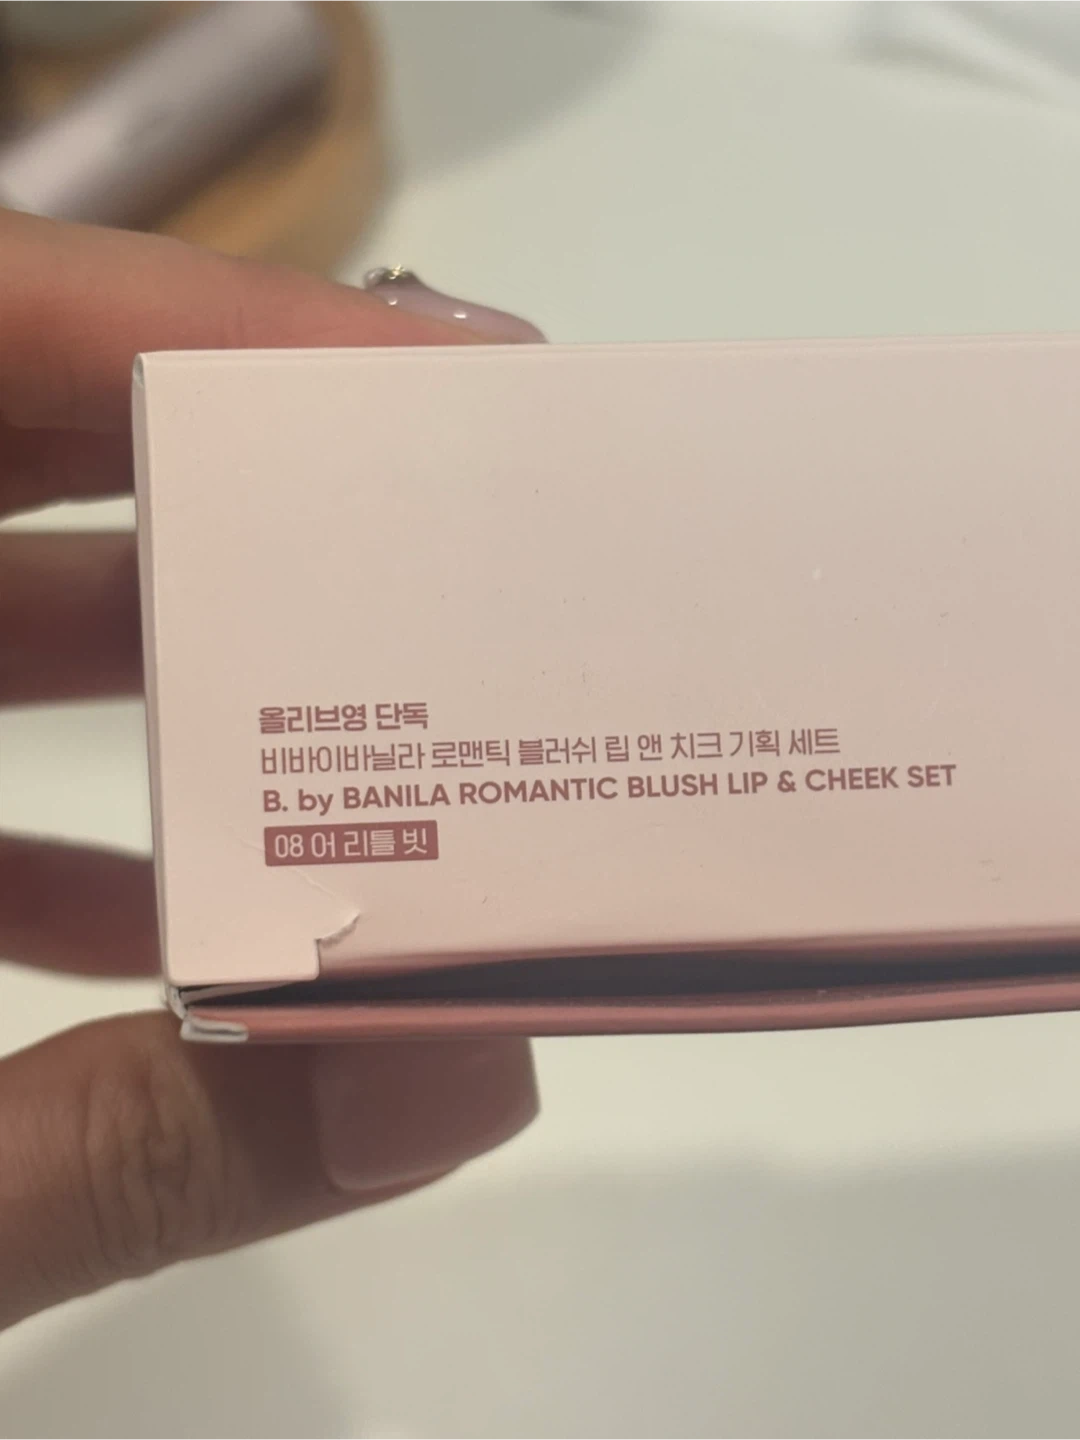 올리브영 단독
비바이바닐라 로맨틱 블러쉬 립 앤 치크 기획 세트
B. by BANILA ROMANTIC BLUSH LIP & CHEEK SET
08 어 리틀 빗